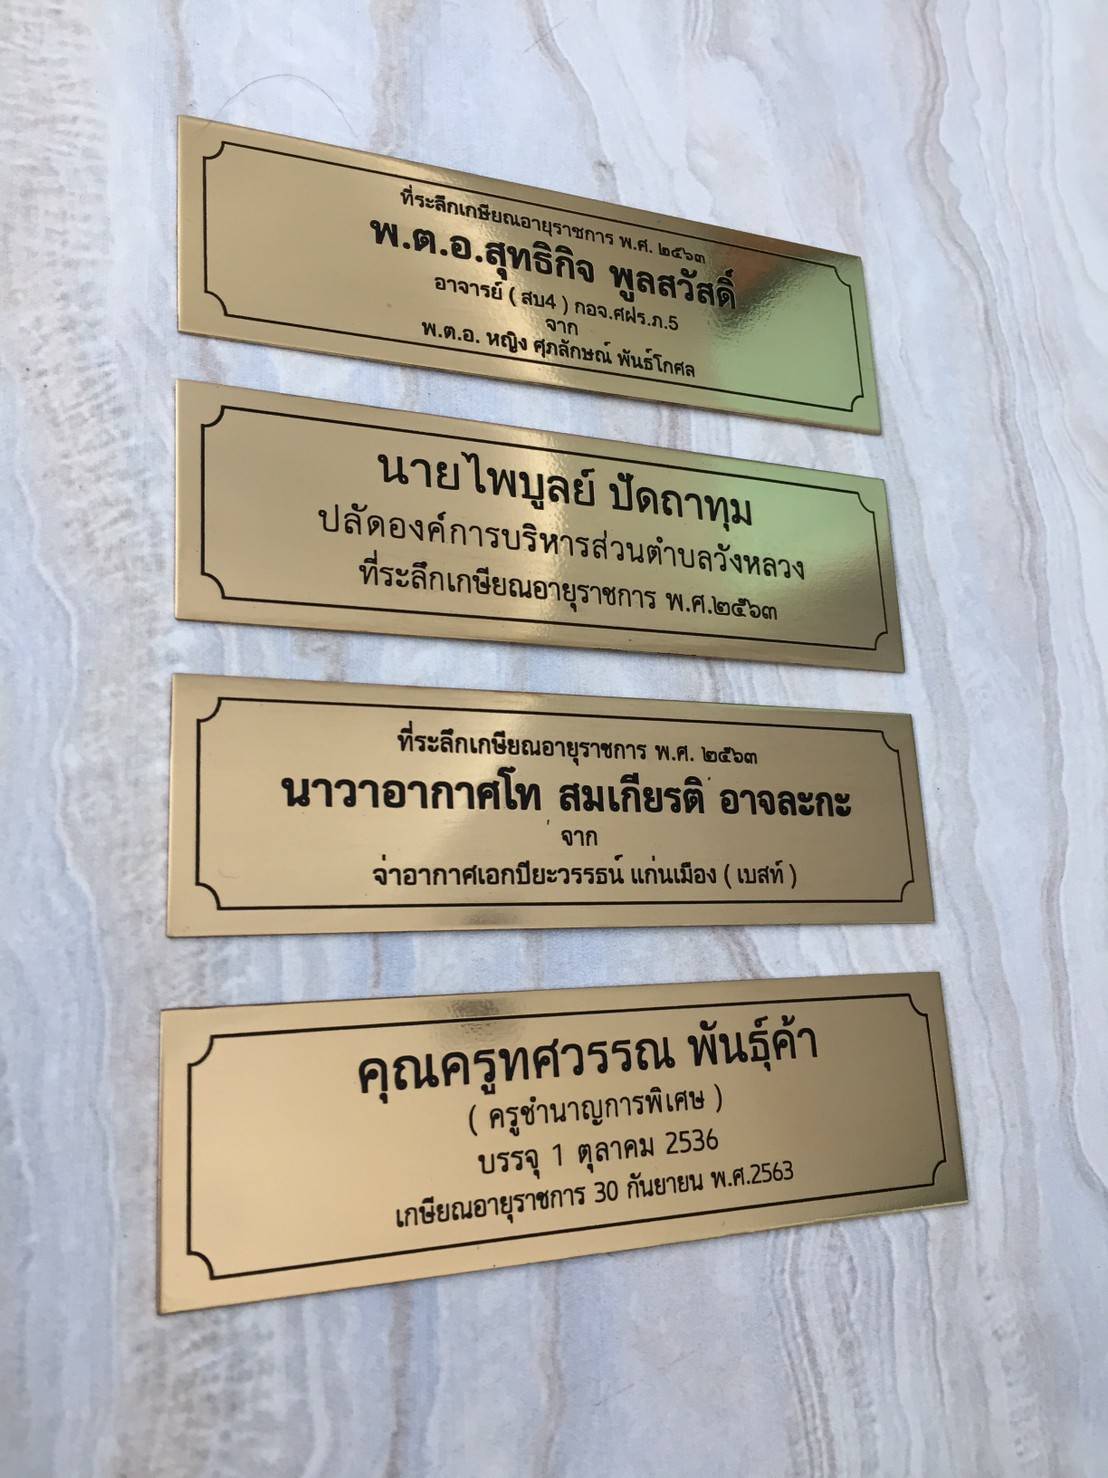 ที่ระลึกเกษียณอายุราชการ พ.ศ. ๒๕๖๓
พ.ต.อ.สุทธิกิจ พูลสวัสดิ์
อาจารย์ ( สบ4 ) กอจ.ศฝร.ภ.5
จาก
พ.ต.อ. หญิง ศุภลักษณ์ พันธ์โกศล
นายไพบูลย์ ปัดถาทุม
ปลัดองค์การบริหารส่วนตำบลวังหลวง
ที่ระลึกเกษียณอายุราชการ พ.ศ.๒๕๖๓
ที่ระลึกเกษียณอายุราชการ พ.ศ. ๒๕๖๓
นาวาอากาศโท สมเกียรติ อาจละกะ
จาก
จ่าอากาศเอกปิยะวรรธน์ แก่นเมือง ( เบสท์ )
คุณครูทศวรรณ พันธุ์ค้า
( ครูชำนาญการพิเศษ )
บรรจุ 1 ตุลาคม 2536
เกษียณอายุราชการ 30 กันยายน พ.ศ.2563